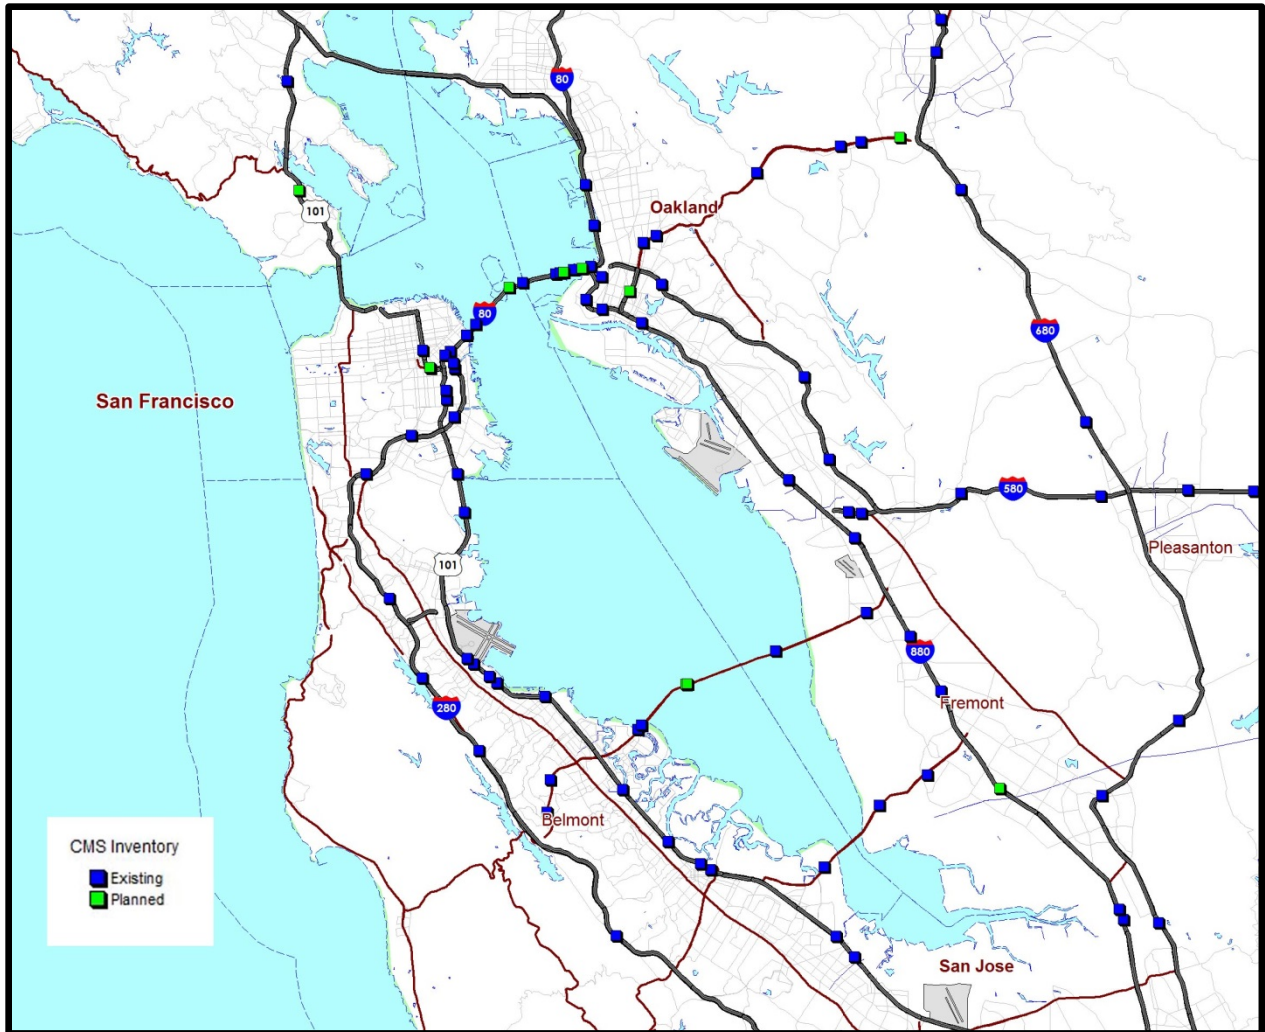 80
Oakland
101
680
80
San Francisco
580
Pleasanton
101
880
Fremont
280
Belmont
CMS Inventory
Existing
Planned
San Jose